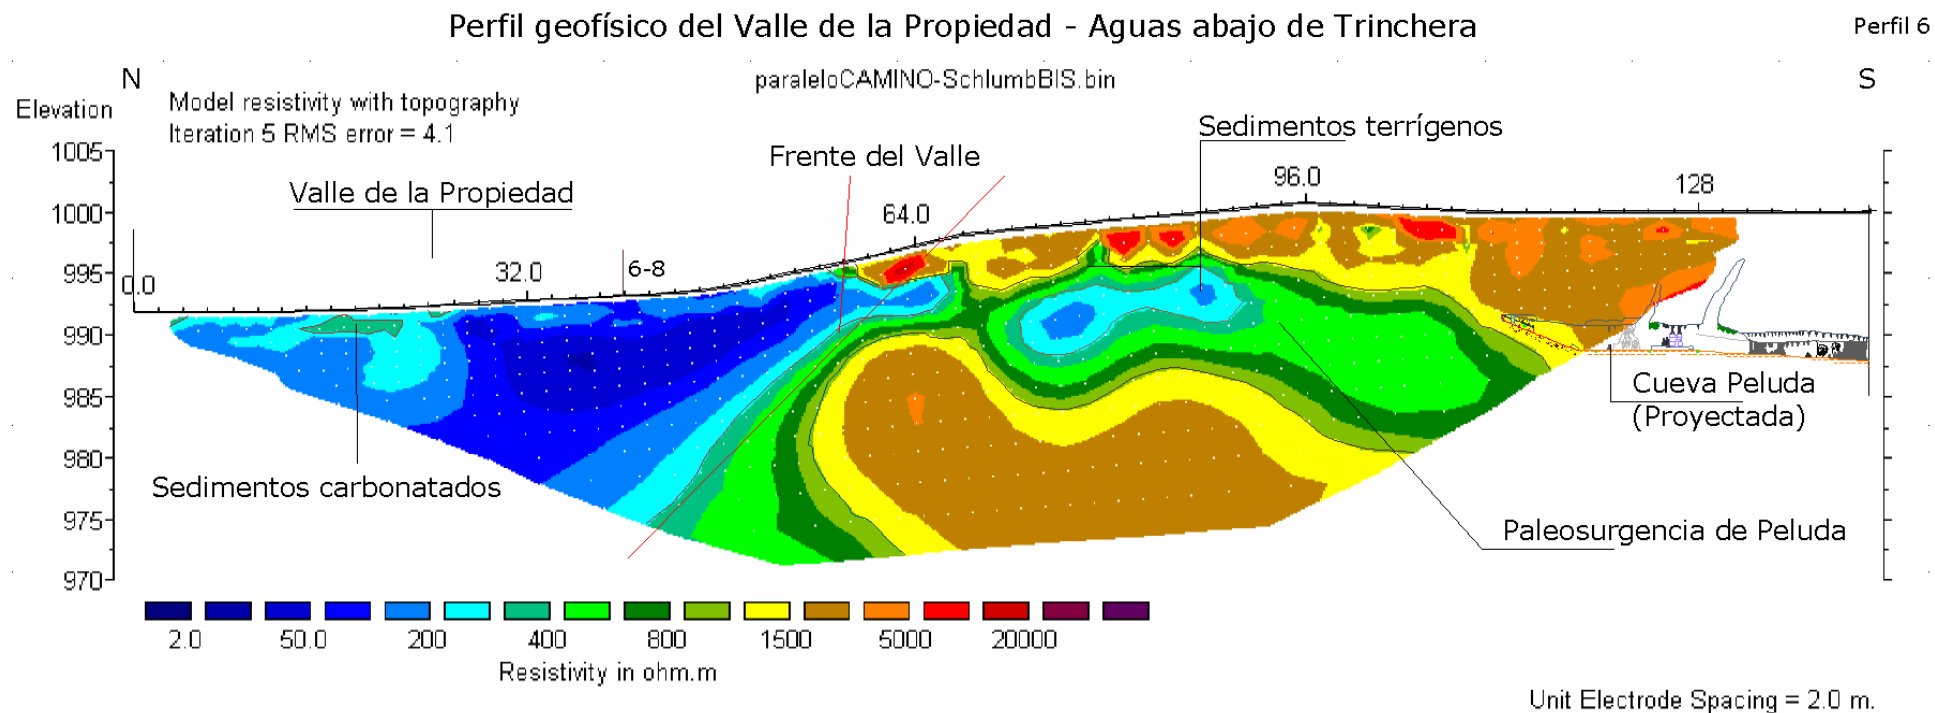 Perfil geofísico del Valle de la Propiedad - Aguas abajo de Trinchera
Perfil 6
N
paraleloCAMINO-SchlumbBIS.bin
S
Elevation
Model resistivity with topography
Iteration 5 RMS error = 4.1
Sedimentos terrígenos
Frente del Valle
Valle de la Propiedad
1005
1000
995
990
985
980
975
970
0.0
32.0
6-8
64.0
96.0
128
Cueva Peluda
(Proyectada)
Sedimentos carbonatados
Paleosurgencia de Peluda
2.0
50.0
200
400
800
1500
5000
20000
Resistivity in ohm.m
Unit Electrode Spacing = 2.0 m.